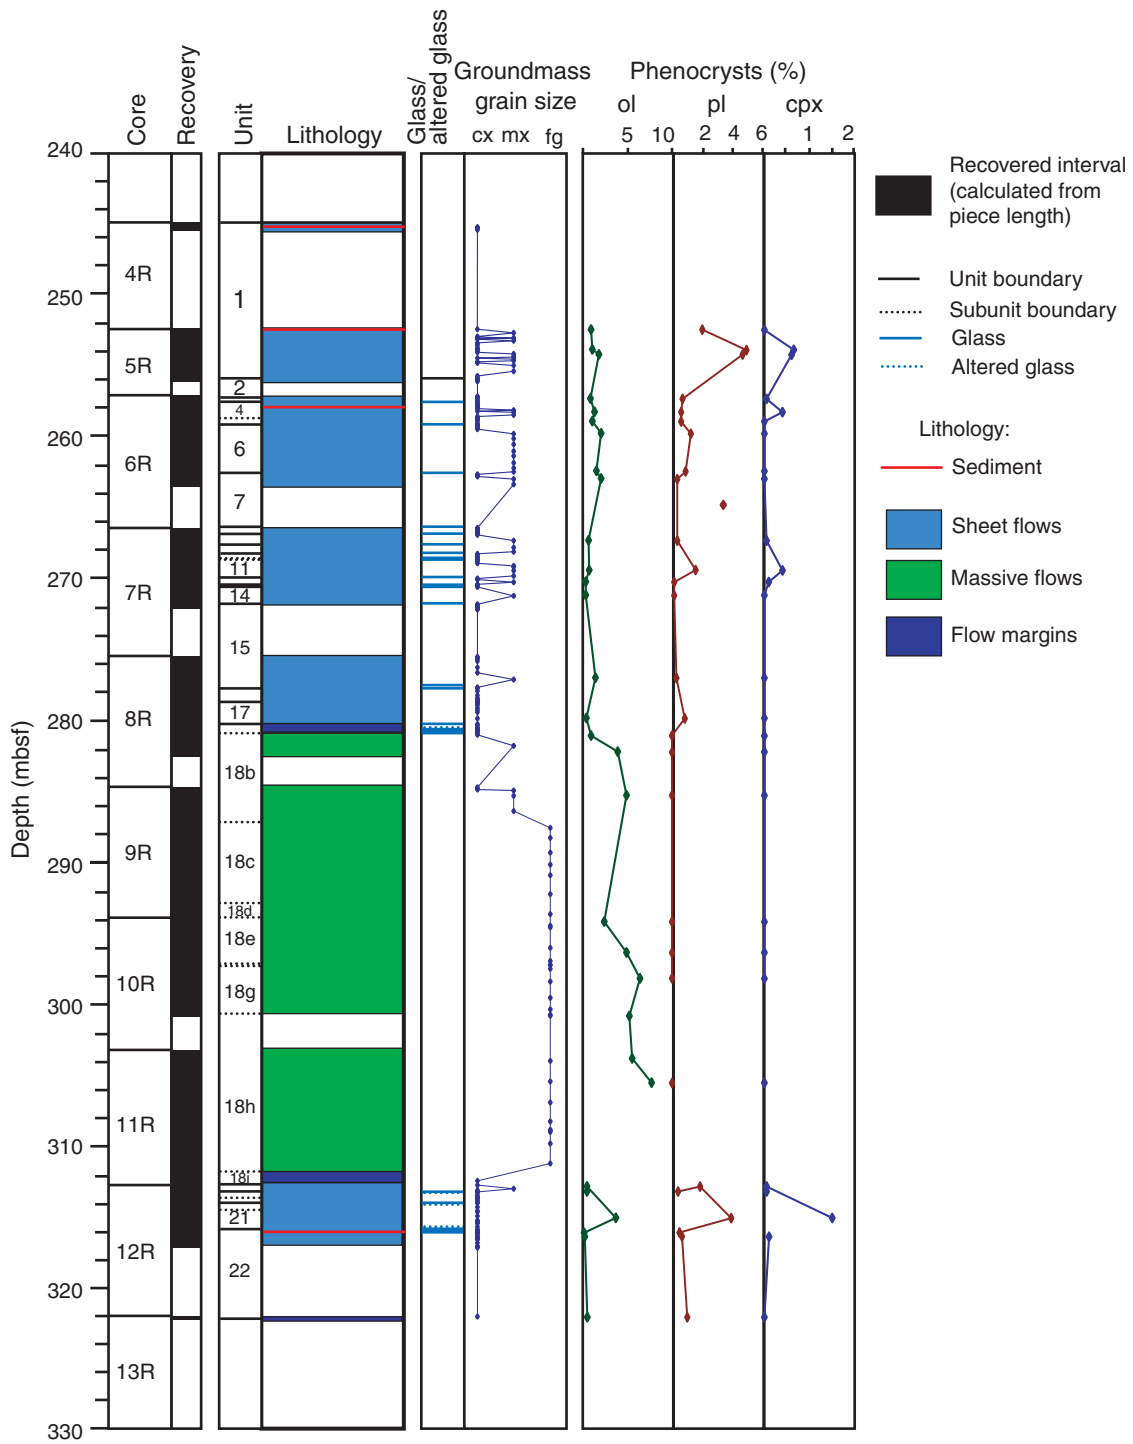 Core
Recovery
Unit
Lithology
Glass/
altered glass
Groundmass
grain size
cx mx fg
Phenocrysts (%)
ol pl cpx
5 10 2 4 6 1 2
Depth (mbsf)
240
250
260
270
280
290
300
310
320
330
4R
5R
6R
7R
8R
9R
10R
11R
12R
13R
1
2
4
6
7
11
14
15
17
18b
18c
18d
18e
18g
18h
18i
21
22
Recovered interval
(calculated from
piece length)
Unit boundary
Subunit boundary
Glass
Altered glass
Lithology:
Sediment
Sheet flows
Massive flows
Flow margins